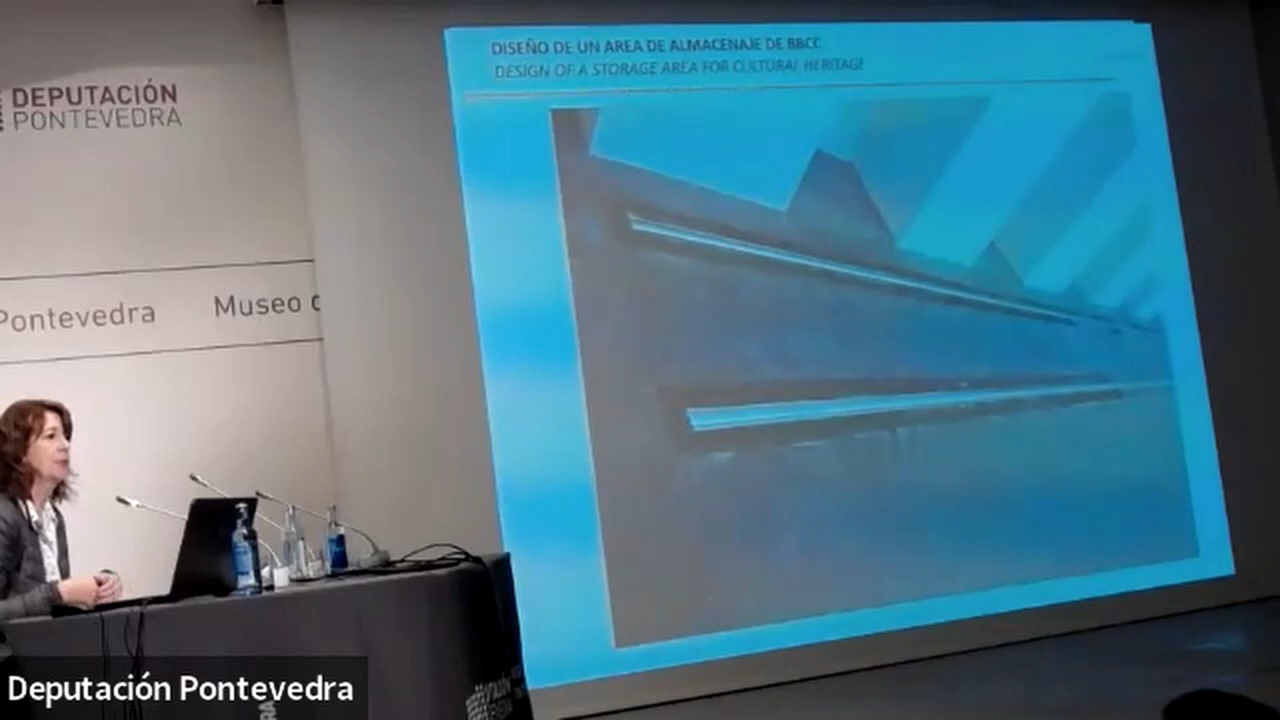 DEPUTACIÓN
PONTEVEDRA
Pontevedra Museo
DISEÑO DE UN AREA DE ALMACENAJE DE BBCC
DESIGN OF A STORAGE AREA FOR CULTURAL HERITAGE
Deputación Pontevedra